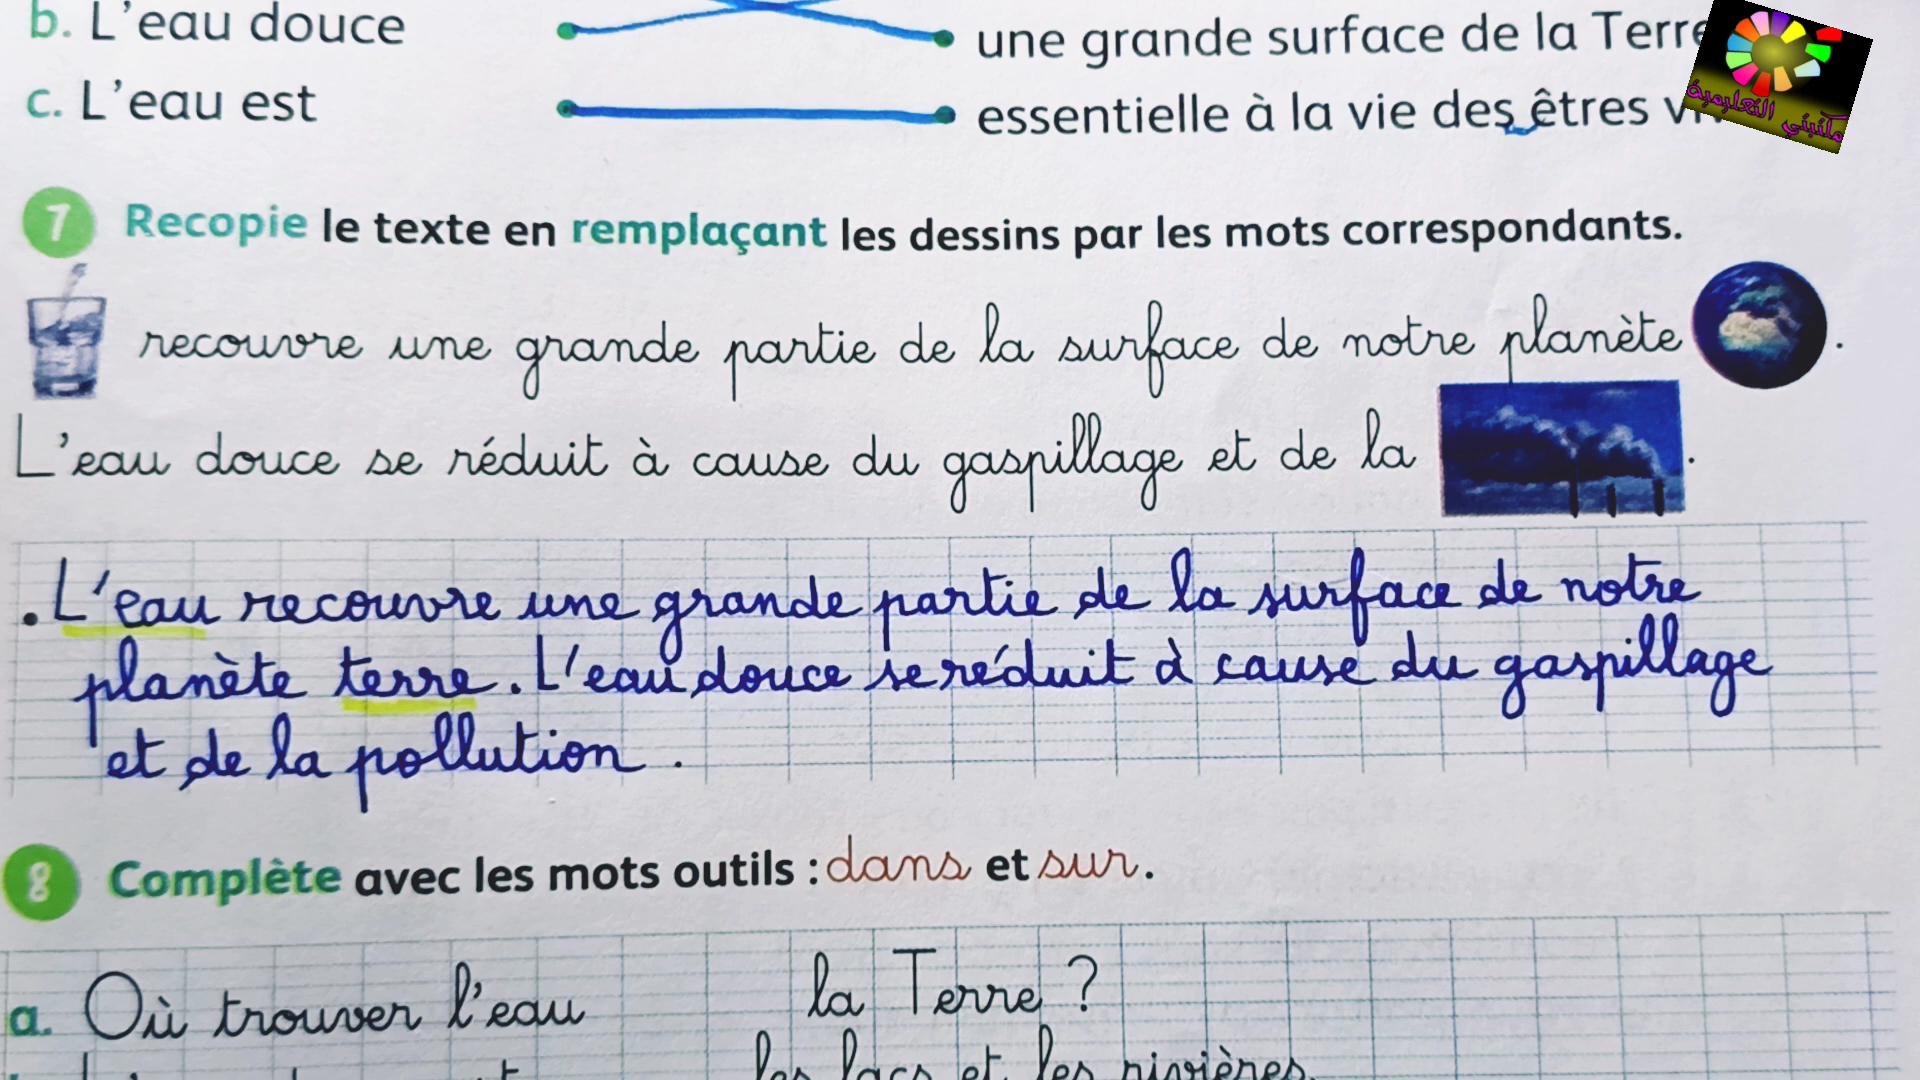 b. L'eau douce
une grande surface de la Terre
c. L'eau est
essentielle à la vie des êtres
مكتبتي التعليمية
7 Recopie le texte en remplaçant les dessins par les mots correspondants.
recouvre une grande partie de la surface de notre planète .
L'eau douce se réduit à cause du gaspillage et de la .
. L'eau recouvre une grande partie de la surface de notre
planète terre. L'eau douce se réduit à cause du gaspillage
et de la pollution .
8 Complète avec les mots outils : dans et sur.
a. Où trouver l'eau la Terre ?
les lacs et les rivières.